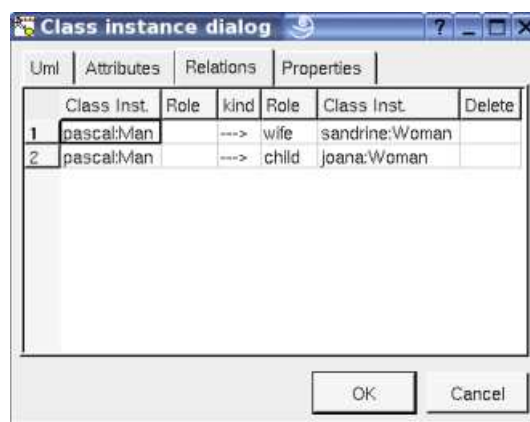 Class instance dialog ? _ □ ×
Uml Attributes Relations Properties
Class Inst. Role kind Role Class Inst. Delete
1 pascal:Man ---> wife sandrine:Woman
2 pascal:Man ---> child joana:Woman
OK Cancel